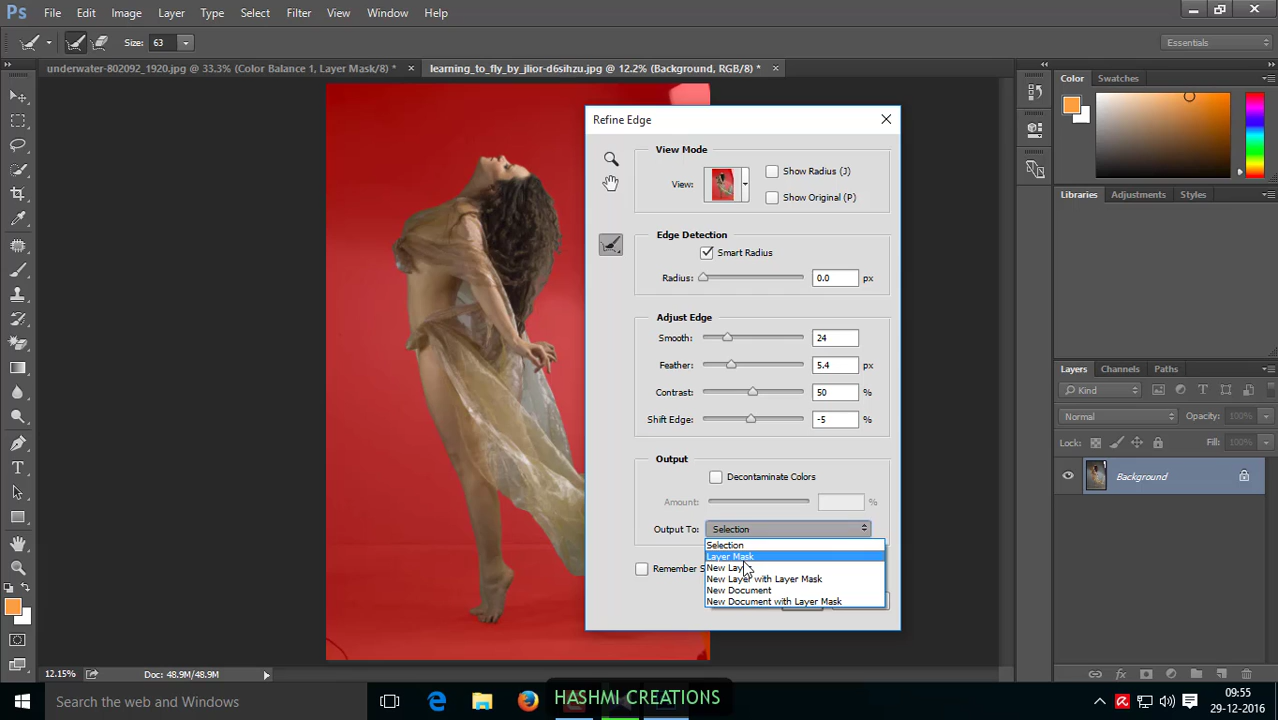 Ps File Edit Image Layer Type Select Filter View Window Help
Size: 63 Essentials
underwater-802092_1920.jpg @ 33.3% (Color Balance 1, Layer Mask/8) * × learning_to_fly_by_jlior-d6sihzu.jpg @ 12.2% (Background, RGB/8) * ×
Color Swatches
Refine Edge
View Mode
Show Radius (J)
View:
Show Original (P)
Libraries Adjustments Styles
Edge Detection
Smart Radius
Radius: 0.0 px
Adjust Edge
Smooth: 24
Feather: 5.4 px
Contrast: 50 %
Shift Edge: -5 %
Layers Channels Paths
Kind
Normal Opacity: 100%
Lock: Fill: 100%
Background
Output
Decontaminate Colors
Amount: %
Output To: Selection
Selection
Layer Mask
Remember
New Layer with Layer Mask
New Document
New Document with Layer Mask
12.15% Doc: 48.9M/48.9M
Search the web and Windows
HASHMI CREATIONS
09:55
29-12-2016